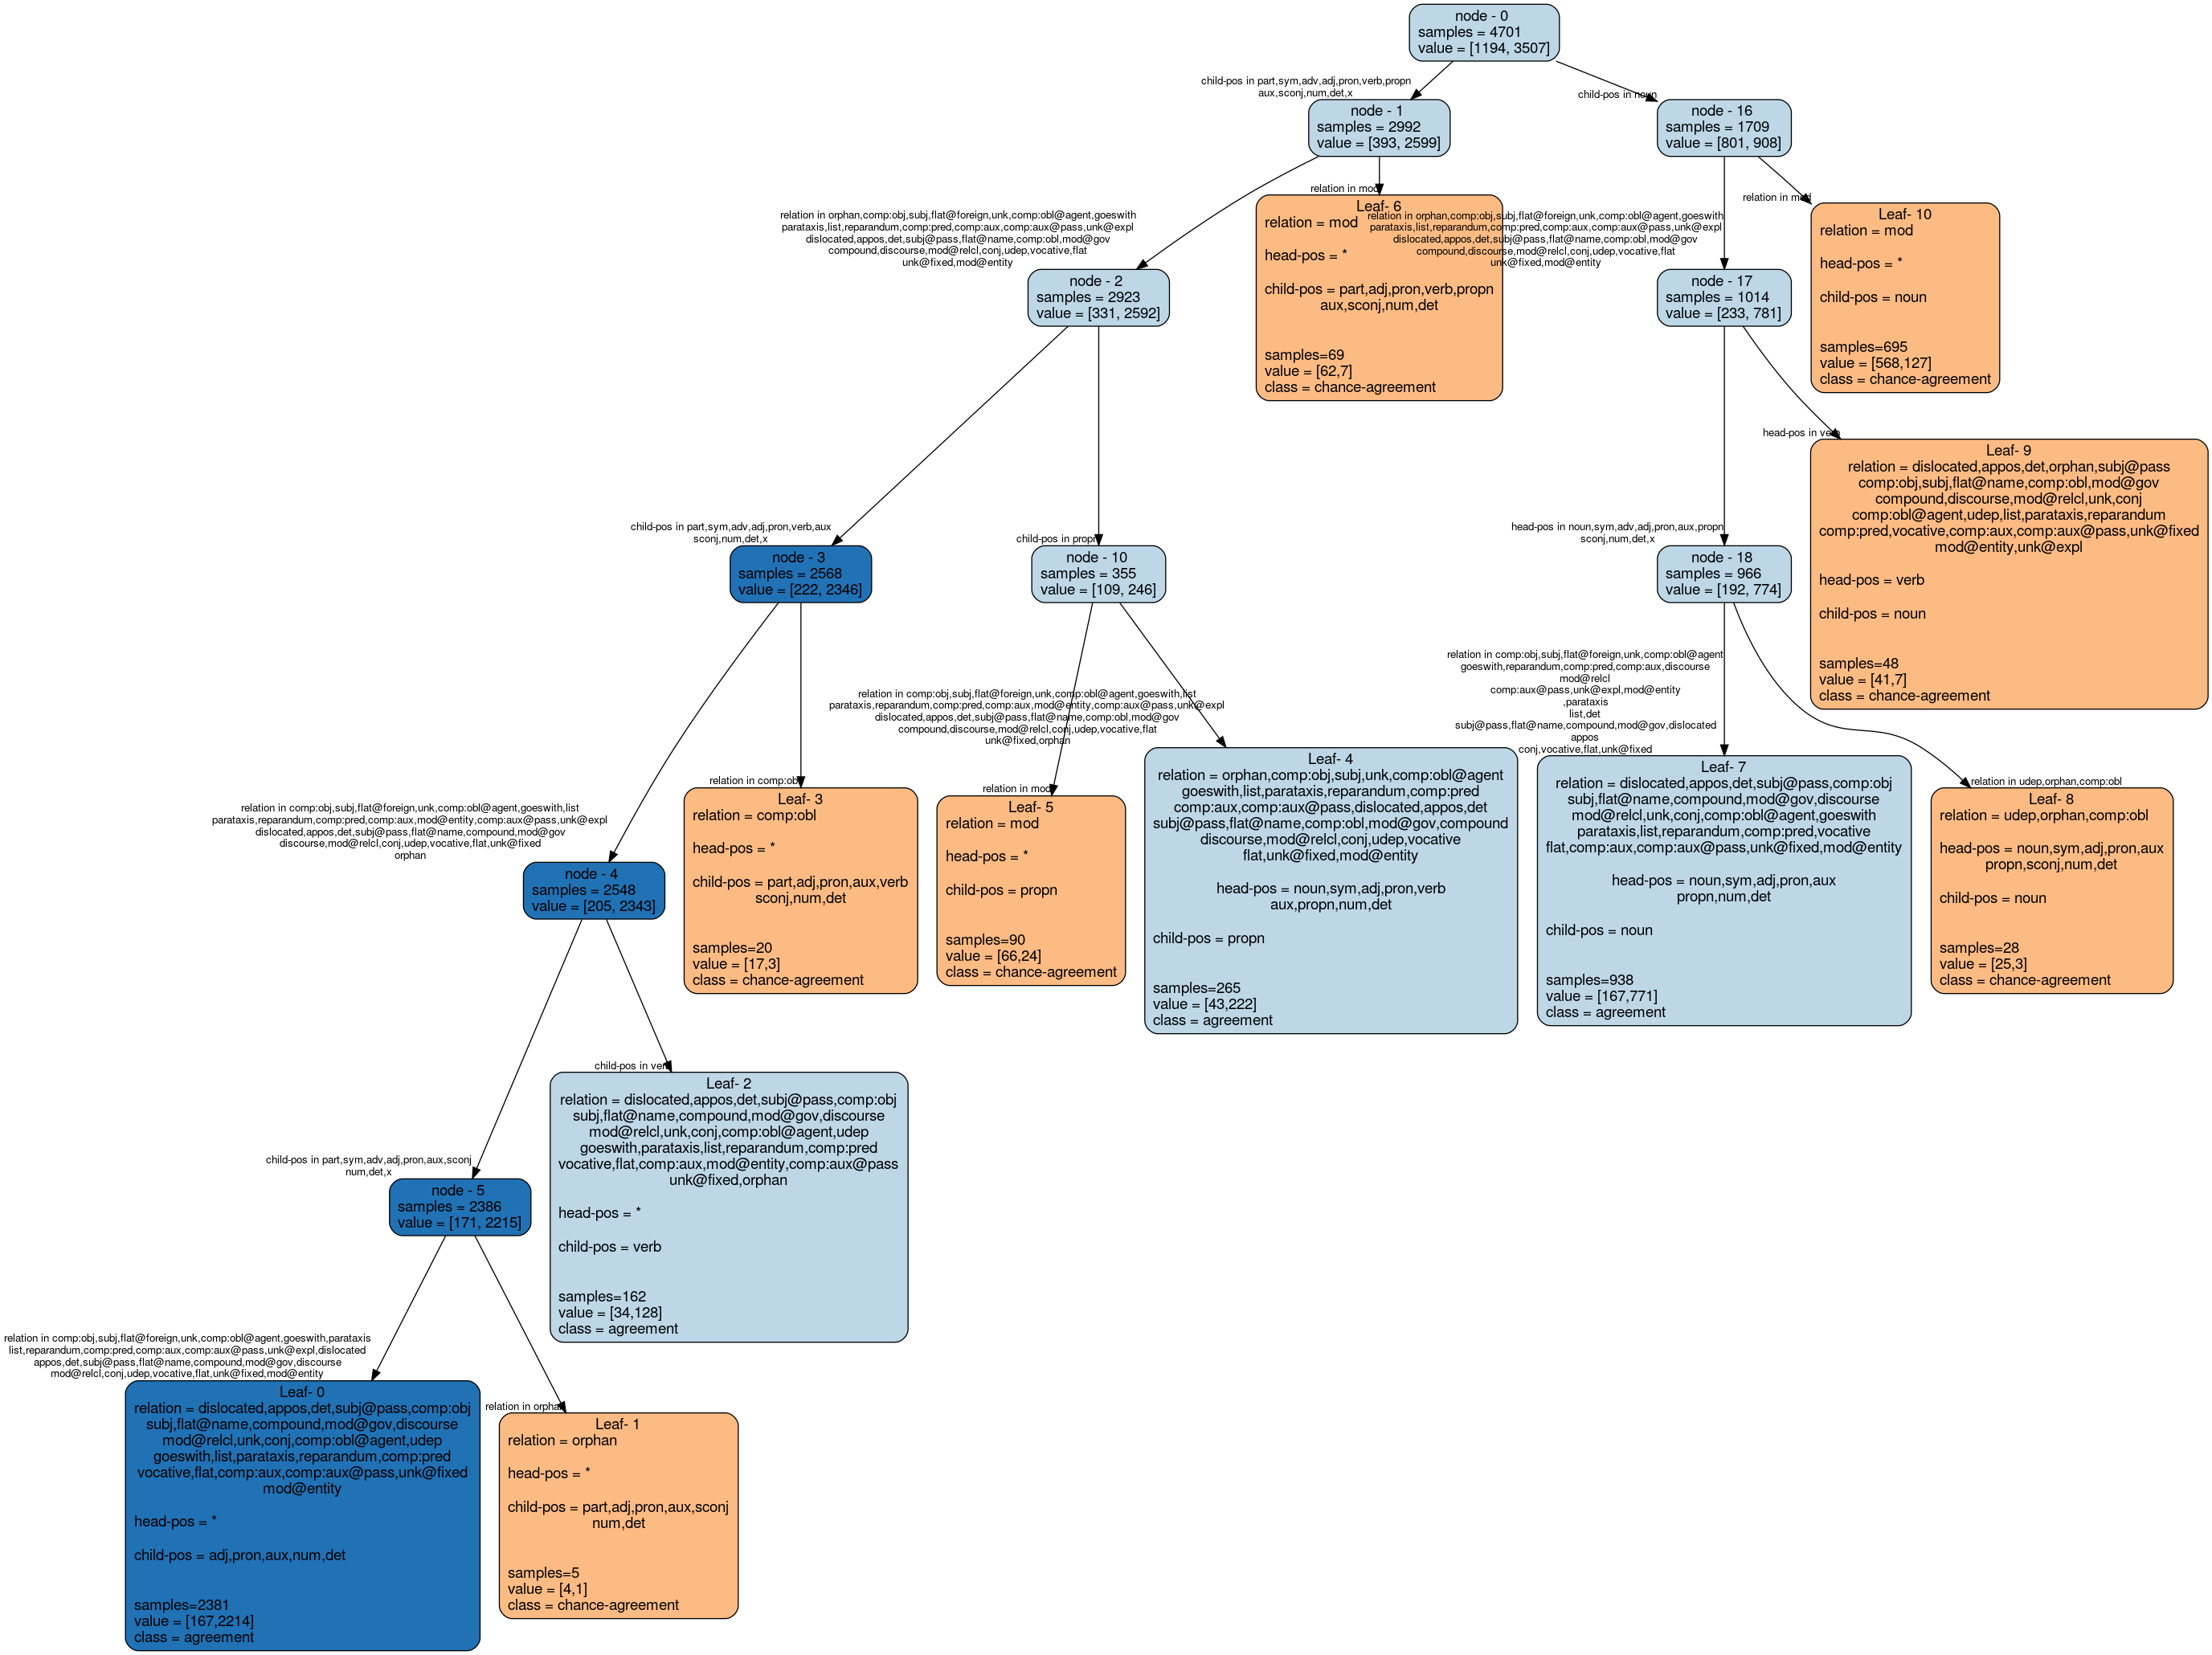 node - 0
samples = 4701
value = [1194, 3507]
child-pos in part,sym,adv,adj,pron,verb,propn
aux,sconj,num,det,x
child-pos in noun
node - 1
samples = 2992
value = [393, 2599]
node - 16
samples = 1709
value = [801, 908]
relation in orphan,comp:obj,subj,flat@foreign,unk,comp:obl@agent,goeswith
parataxis,list,reparandum,comp:pred,comp:aux,comp:aux@pass,unk@expl
dislocated,appos,det,subj@pass,flat@name,comp:obl,mod@gov
compound,discourse,mod@relcl,conj,udep,vocative,flat
unk@fixed,mod@entity
relation in mod
Leaf- 6
relation = mod
head-pos = *
child-pos = part,adj,pron,verb,propn
aux,sconj,num,det
samples=69
value = [62,7]
class = chance-agreement
relation in orphan,comp:obj,subj,flat@foreign,unk,comp:obl@agent,goeswith
parataxis,list,reparandum,comp:pred,comp:aux,comp:aux@pass,unk@expl
dislocated,appos,det,subj@pass,flat@name,comp:obl,mod@gov
compound,discourse,mod@relcl,conj,udep,vocative,flat
unk@fixed,mod@entity
relation in mod
Leaf- 10
relation = mod
head-pos = *
child-pos = noun
samples=695
value = [568,127]
class = chance-agreement
node - 2
samples = 2923
value = [331, 2592]
node - 17
samples = 1014
value = [233, 781]
child-pos in part,sym,adv,adj,pron,verb,aux
sconj,num,det,x
child-pos in propn
head-pos in noun,sym,adv,adj,pron,aux,propn
sconj,num,det,x
head-pos in verb
Leaf- 9
relation = dislocated,appos,det,orphan,subj@pass
comp:obj,subj,flat@name,comp:obl,mod@gov
compound,discourse,mod@relcl,unk,conj
comp:obl@agent,udep,list,parataxis,reparandum
comp:pred,vocative,comp:aux,comp:aux@pass,unk@fixed
mod@entity,unk@expl
head-pos = verb
child-pos = noun
samples=48
value = [41,7]
class = chance-agreement
node - 3
samples = 2568
value = [222, 2346]
node - 10
samples = 355
value = [109, 246]
node - 18
samples = 966
value = [192, 774]
relation in comp:obj,subj,flat@foreign,unk,comp:obl@agent,goeswith,list
parataxis,reparandum,comp:pred,comp:aux,mod@entity,comp:aux@pass,unk@expl
dislocated,appos,det,subj@pass,flat@name,compound,mod@gov
discourse,mod@relcl,conj,udep,vocative,flat,unk@fixed
orphan
relation in comp:obl
Leaf- 3
relation = comp:obl
head-pos = *
child-pos = part,adj,pron,aux,verb
sconj,num,det
samples=20
value = [17,3]
class = chance-agreement
relation in comp:obj,subj,flat@foreign,unk,comp:obl@agent,goeswith,list
parataxis,reparandum,comp:pred,comp:aux,mod@entity,comp:aux@pass,unk@expl
dislocated,appos,det,subj@pass,flat@name,comp:obl,mod@gov
compound,discourse,mod@relcl,conj,udep,vocative,flat
unk@fixed,orphan
relation in mod
Leaf- 5
relation = mod
head-pos = *
child-pos = propn
samples=90
value = [66,24]
class = chance-agreement
Leaf- 4
relation = orphan,comp:obj,subj,unk,comp:obl@agent
goeswith,list,parataxis,reparandum,comp:pred
comp:aux,comp:aux@pass,dislocated,appos,det
subj@pass,flat@name,comp:obl,mod@gov,compound
discourse,mod@relcl,conj,udep,vocative
flat,unk@fixed,mod@entity
head-pos = noun,sym,adj,pron,verb
aux,propn,num,det
child-pos = propn
samples=265
value = [43,222]
class = agreement
relation in comp:obj,subj,flat@foreign,unk,comp:obl@agent
goeswith,reparandum,comp:pred,comp:aux,discourse
mod@relcl
comp:aux@pass,unk@expl,mod@entity
,parataxis
list,det
subj@pass,flat@name,compound,mod@gov,dislocated
appos
conj,vocative,flat,unk@fixed
Leaf- 7
relation = dislocated,appos,det,subj@pass,comp:obj
subj,flat@name,compound,mod@gov,discourse
mod@relcl,unk,conj,comp:obl@agent,goeswith
parataxis,list,reparandum,comp:pred,vocative
flat,comp:aux,comp:aux@pass,unk@fixed,mod@entity
head-pos = noun,sym,adj,pron,aux
propn,num,det
child-pos = noun
samples=938
value = [167,771]
class = agreement
relation in udep,orphan,comp:obl
Leaf- 8
relation = udep,orphan,comp:obl
head-pos = noun,sym,adj,pron,aux
propn,sconj,num,det
child-pos = noun
samples=28
value = [25,3]
class = chance-agreement
node - 4
samples = 2548
value = [205, 2343]
child-pos in part,sym,adv,adj,pron,aux,sconj
num,det,x
child-pos in verb
Leaf- 2
relation = dislocated,appos,det,subj@pass,comp:obj
subj,flat@name,compound,mod@gov,discourse
mod@relcl,unk,conj,comp:obl@agent,udep
goeswith,parataxis,list,reparandum,comp:pred
vocative,flat,comp:aux,mod@entity,comp:aux@pass
unk@fixed,orphan
head-pos = *
child-pos = verb
samples=162
value = [34,128]
class = agreement
node - 5
samples = 2386
value = [171, 2215]
relation in comp:obj,subj,flat@foreign,unk,comp:obl@agent,goeswith,parataxis
list,reparandum,comp:pred,comp:aux,comp:aux@pass,unk@expl,dislocated
appos,det,subj@pass,flat@name,compound,mod@gov,discourse
mod@relcl,conj,udep,vocative,flat,unk@fixed,mod@entity
relation in orphan
Leaf- 0
relation = dislocated,appos,det,subj@pass,comp:obj
subj,flat@name,compound,mod@gov,discourse
mod@relcl,unk,conj,comp:obl@agent,udep
goeswith,list,parataxis,reparandum,comp:pred
vocative,flat,comp:aux,comp:aux@pass,unk@fixed
mod@entity
head-pos = *
child-pos = adj,pron,aux,num,det
samples=2381
value = [167,2214]
class = agreement
Leaf- 1
relation = orphan
head-pos = *
child-pos = part,adj,pron,aux,sconj
num,det
samples=5
value = [4,1]
class = chance-agreement